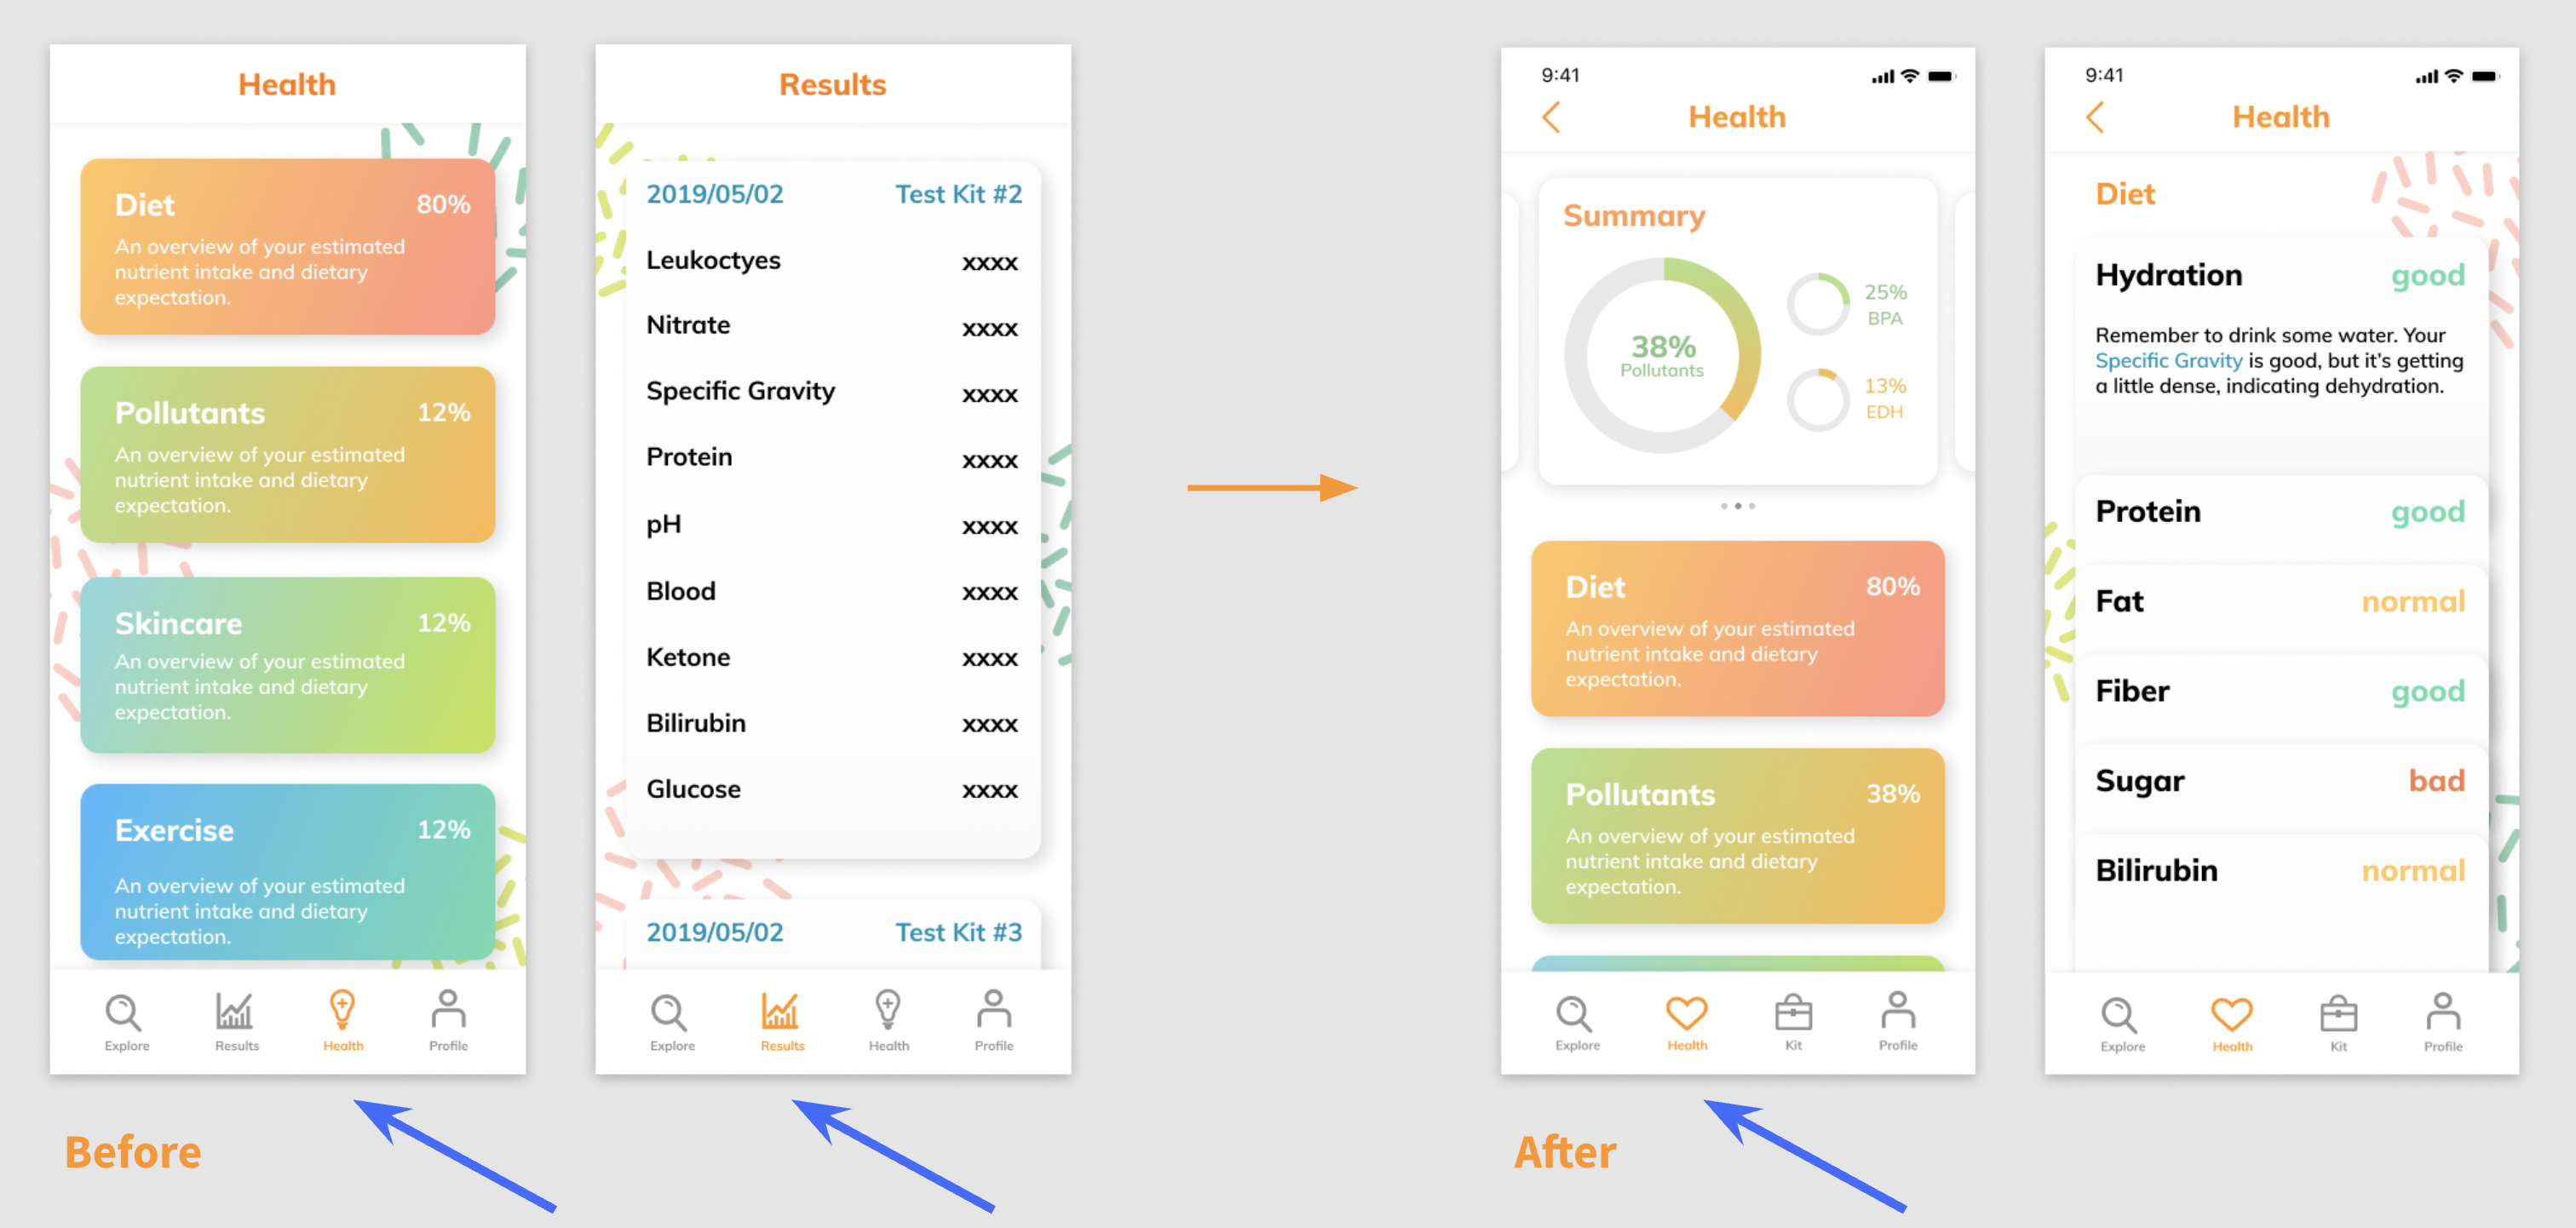 Health
Diet 80%
An overview of your estimated
nutrient intake and dietary
expectation.
Pollutants 12%
An overview of your estimated
nutrient intake and dietary
expectation.
Skincare 12%
An overview of your estimated
nutrient intake and dietary
expectation.
Exercise 12%
An overview of your estimated
nutrient intake and dietary
expectation.
Explore Results Health Profile
Before
Results
2019/05/02 Test Kit #2
Leukoctyes xxxx
Nitrate xxxx
Specific Gravity xxxx
Protein xxxx
pH xxxx
Blood xxxx
Ketone xxxx
Bilirubin xxxx
Glucose xxxx
2019/05/02 Test Kit #3
Explore Results Health Profile
9:41
Health
Summary
38%
Pollutants
25%
BPA
13%
EDH
Diet 80%
An overview of your estimated
nutrient intake and dietary
expectation.
Pollutants 38%
An overview of your estimated
nutrient intake and dietary
expectation.
Explore Health Kit Profile
After
9:41
Health
Diet
Hydration good
Remember to drink some water. Your
Specific Gravity is good, but it's getting
a little dense, indicating dehydration.
Protein good
Fat normal
Fiber good
Sugar bad
Bilirubin normal
Explore Health Kit Profile